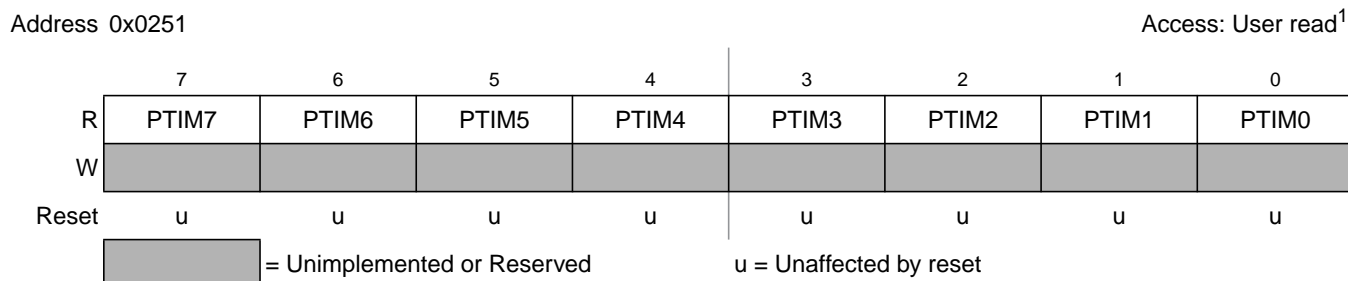 Address 0x0251 Access: User read1
7 6 5 4 3 2 1 0
R PTIM7 PTIM6 PTIM5 PTIM4 PTIM3 PTIM2 PTIM1 PTIM0
W
Reset u u u u u u u u
= Unimplemented or Reserved u = Unaffected by reset